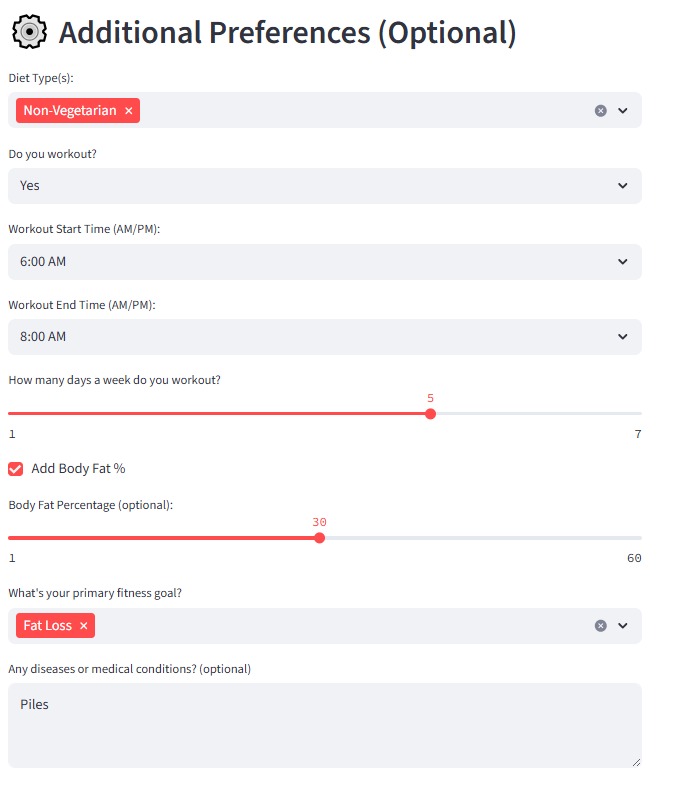 Additional Preferences (Optional)
Diet Type(s):
Non-Vegetarian ×
Do you workout?
Yes
Workout Start Time (AM/PM):
6:00 AM
Workout End Time (AM/PM):
8:00 AM
How many days a week do you workout?
5
1 7
Add Body Fat %
Body Fat Percentage (optional):
30
1 60
What's your primary fitness goal?
Fat Loss ×
Any diseases or medical conditions? (optional)
Piles